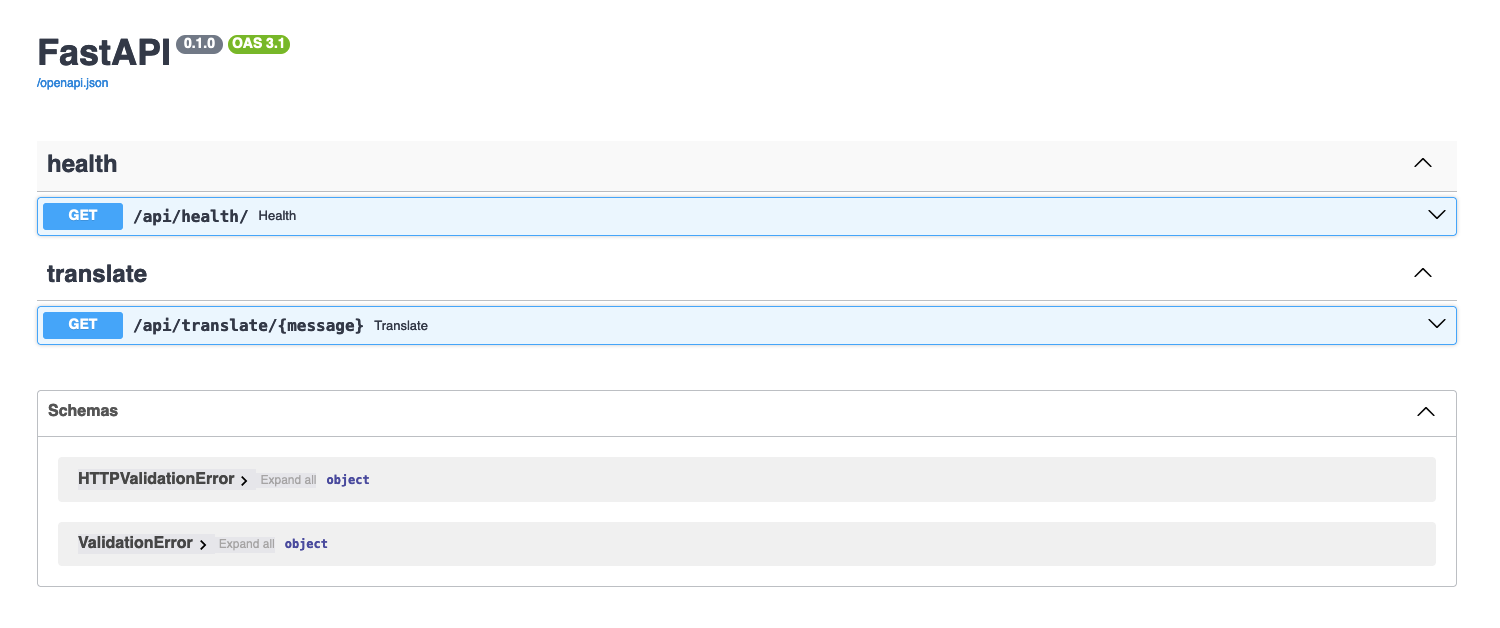 FastAPI 0.1.0 OAS 3.1
/openapi.json
health
GET /api/health/ Health
translate
GET /api/translate/{message} Translate
Schemas
HTTPValidationError Expand all object
ValidationError Expand all object